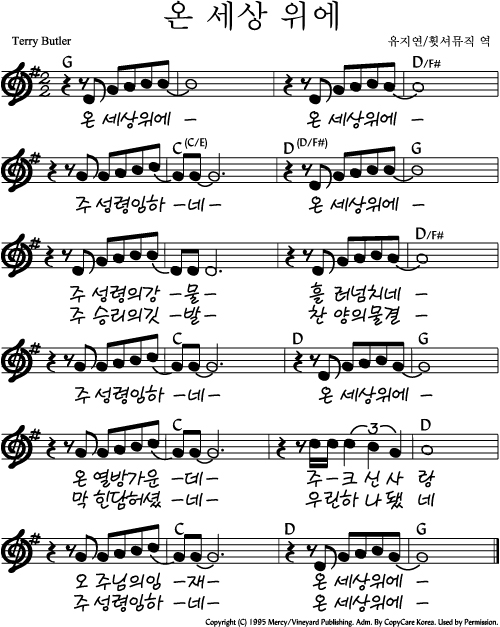 온 세상 위에
Terry Butler 유지연/횟셔뮤직 역
G D/F#
온 세상위에 – 온 세상위에 –
C (C/E) D (D/F#) G
주 성령임하 –네– 온 세상위에 –
D/F#
주 성령의강 –물– 흘 러넘치네 –
주 승리의깃 –발– 찬 양의물결 –
C D G
주 성령임하 –네– 온 세상위에 –
C 3 D
온 열방가운 –데– 주–크 신 사 랑
막 힌담허셨 –네– 우린하 나 됐 네
C D G
오 주님의임 –재– 온 세상위에 –
주 성령임하 –네– 온 세상위에 –
Copyright (C) 1995 Mercy/Vineyard Publishing. Adm. By CopyCare Korea. Used by Permission.